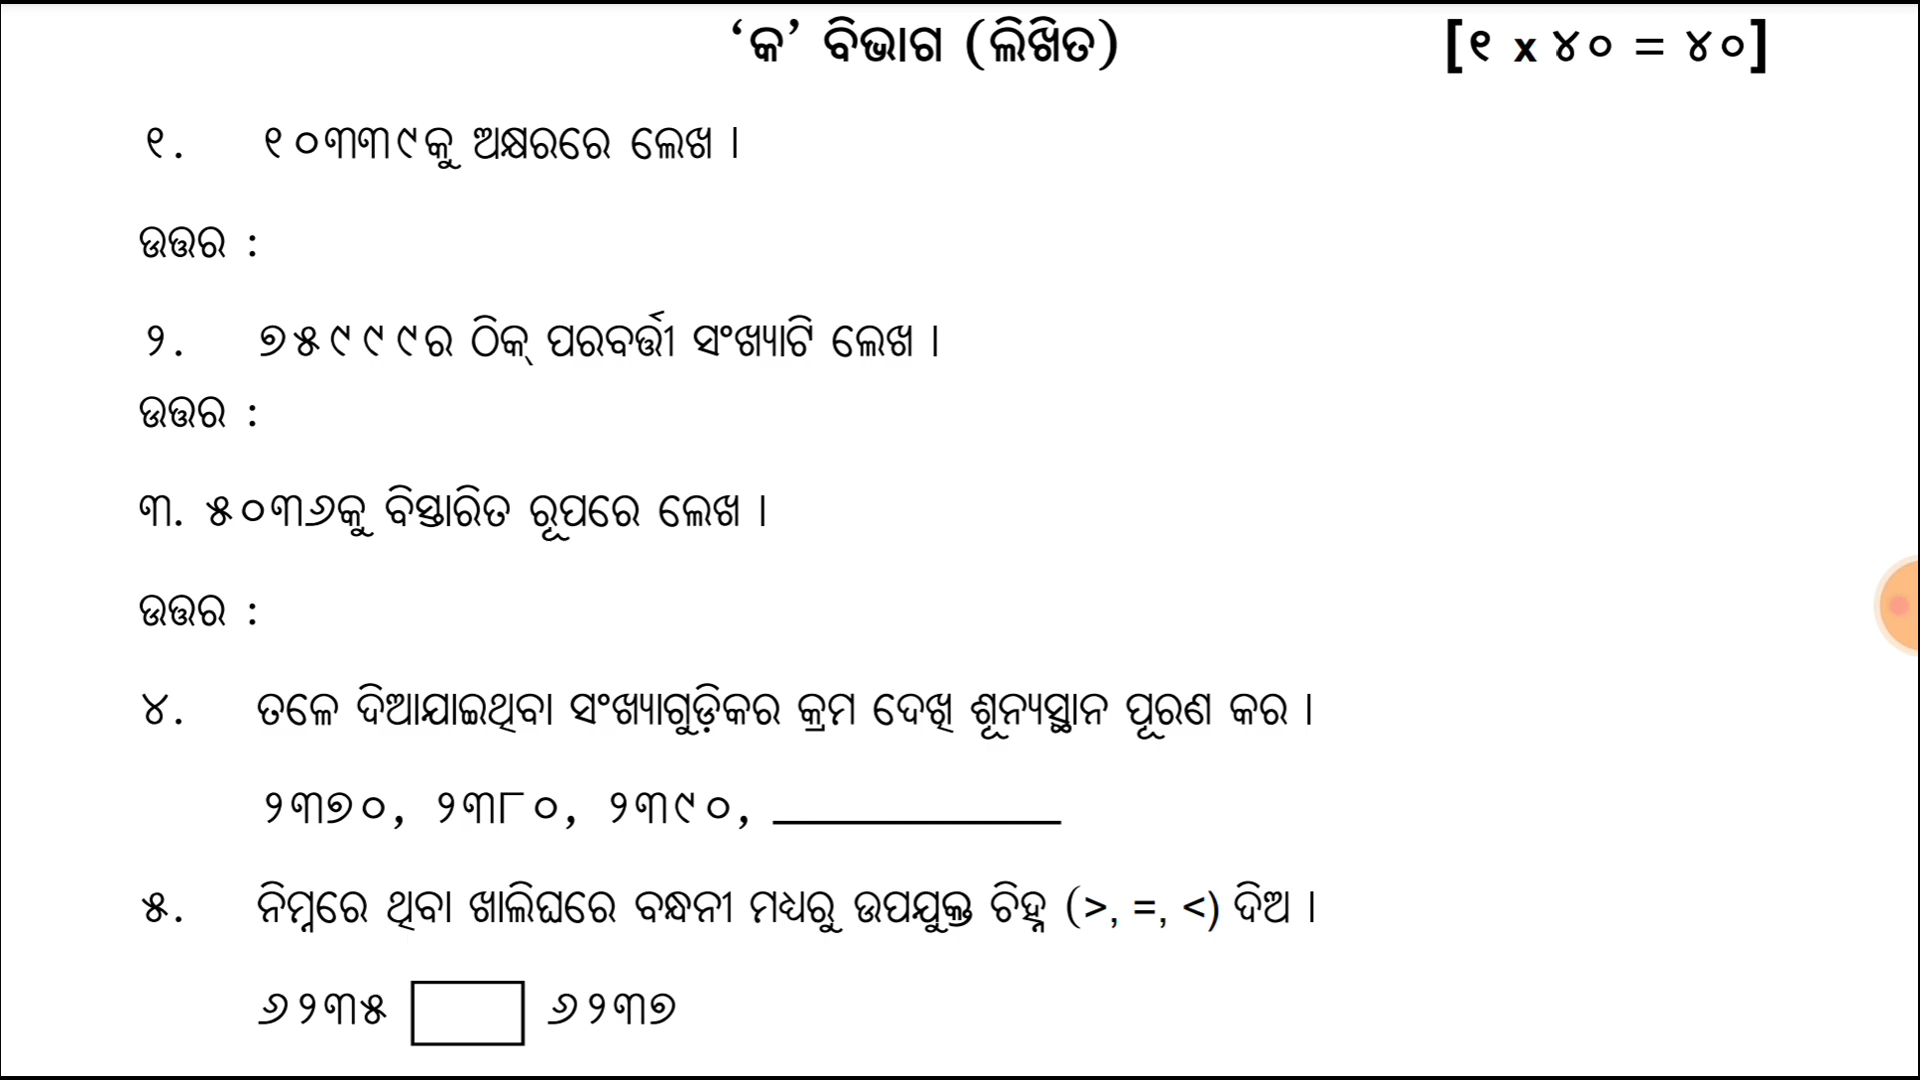 ‘କ’ ବିଭାଗ (ଲିଖିତ) [୧ x ୪୦ = ୪୦]
୧. ୧୦୩୩୯କୁ ଅକ୍ଷରରେ ଲେଖ ।
ଉତ୍ତର :
୨. ୭୫୯୯୯ର ଠିକ୍ ପରବର୍ତ୍ତୀ ସଂଖ୍ୟାଟି ଲେଖ ।
ଉତ୍ତର :
୩. ୫୦୩୬କୁ ବିସ୍ତାରିତ ରୂପରେ ଲେଖ ।
ଉତ୍ତର :
୪. ତଳେ ଦିଆଯାଇଥିବା ସଂଖ୍ୟାଗୁଡ଼ିକର କ୍ରମ ଦେଖି ଶୂନ୍ୟସ୍ଥାନ ପୂରଣ କର ।
୨୩୭୦, ୨୩୮୦, ୨୩୯୦, ____________
୫. ନିମ୍ନରେ ଥିବା ଖାଲିଘରେ ବନ୍ଧନୀ ମଧ୍ୟରୁ ଉପଯୁକ୍ତ ଚିହ୍ନ (>, =, <) ଦିଅ ।
୬୨୩୫ ୬୨୩୭